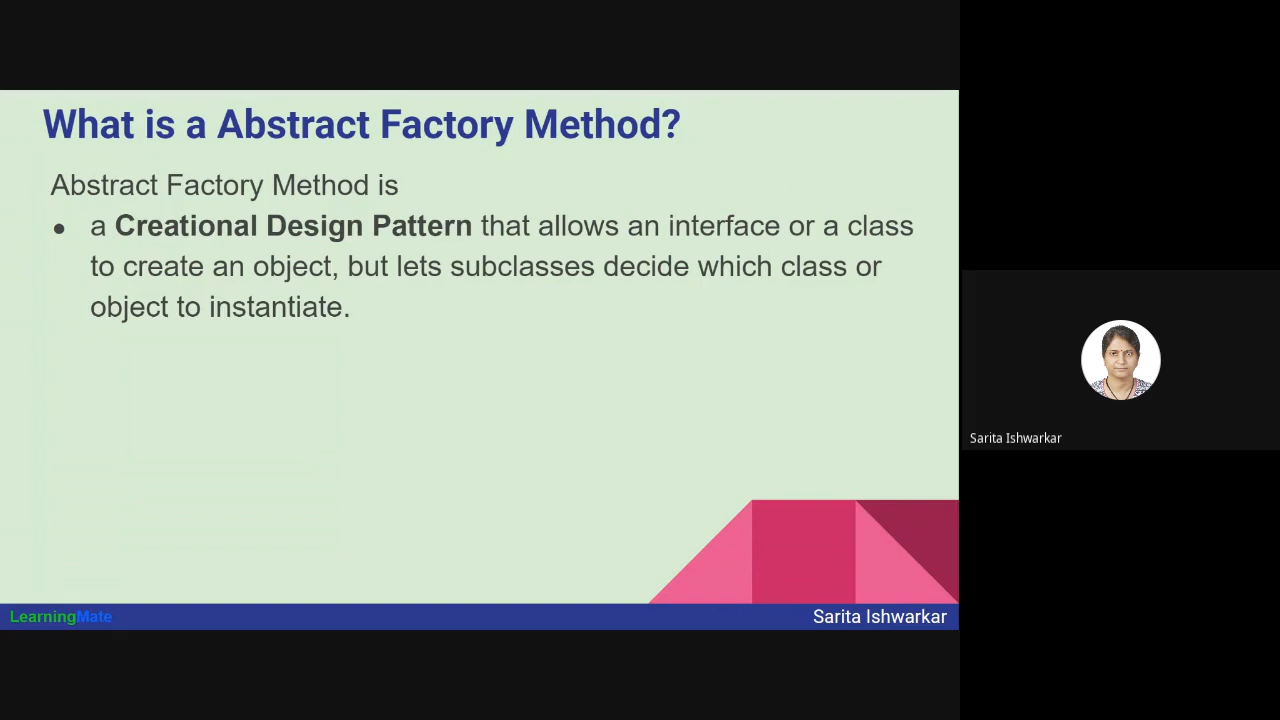 What is a Abstract Factory Method?
Abstract Factory Method is
● a Creational Design Pattern that allows an interface or a class
to create an object, but lets subclasses decide which class or
object to instantiate.
Sarita Ishwarkar
LearningMate
Sarita Ishwarkar